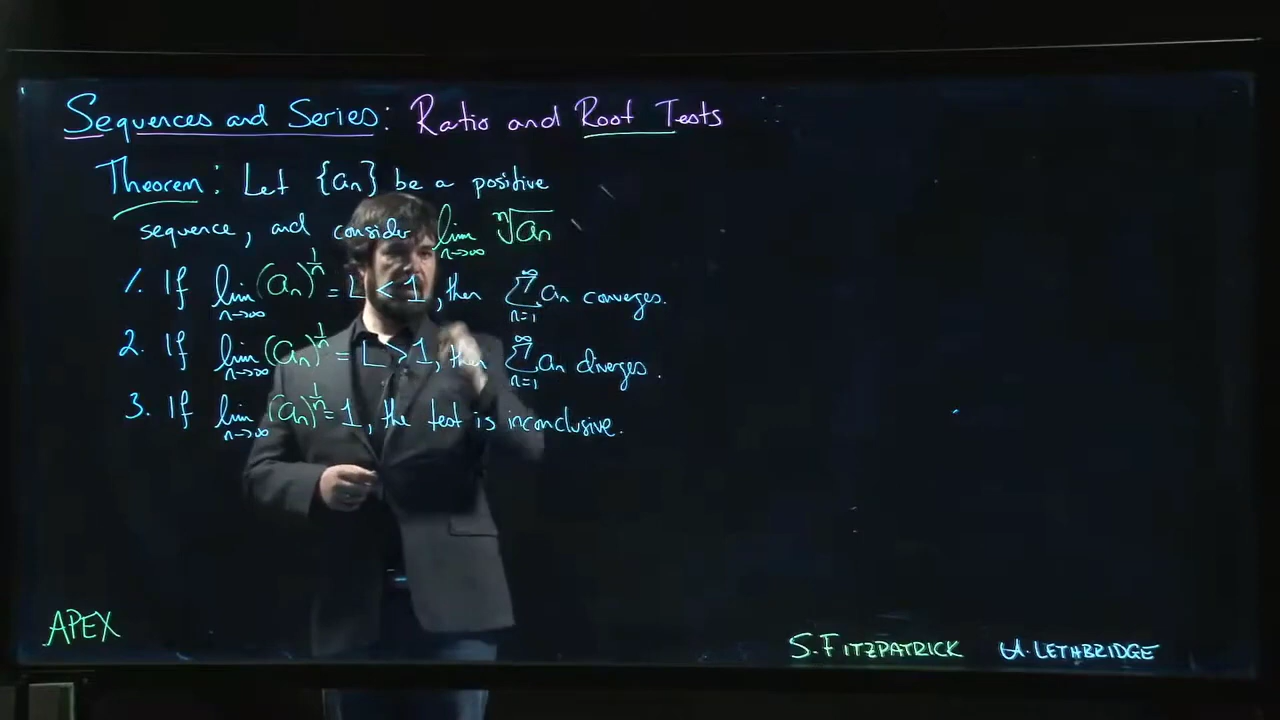 Sequences and Series: Ratio and Root Tests
Theorem: Let {aₙ} be a positive
sequence, and consider lim n→∞ ⁿ√aₙ
1. If lim n→∞ (aₙ)^(1/n) = L < 1, then ∑ n=1 ∞ aₙ converges.
2. If lim n→∞ (aₙ)^(1/n) = L > 1, then ∑ n=1 ∞ aₙ diverges.
3. If lim n→∞ (aₙ)^(1/n) = 1, the test is inconclusive.
APEX
S. FITZPATRICK U. LETHBRIDGE